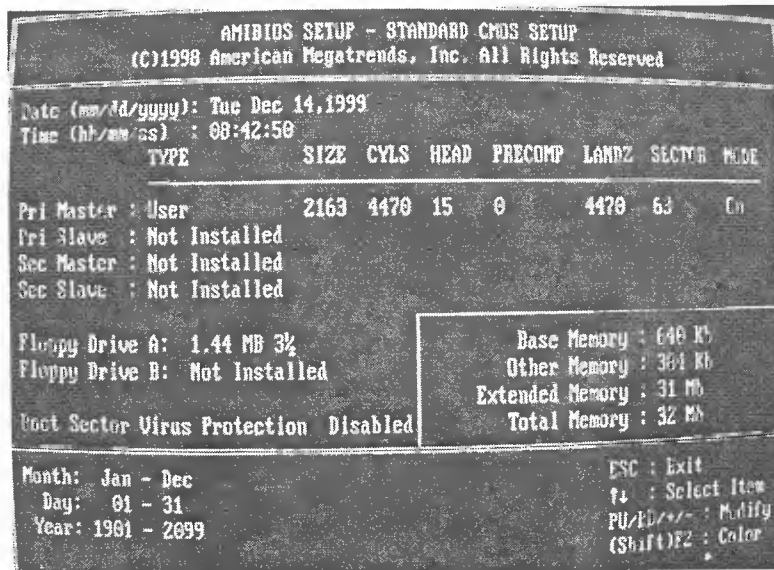 AMIBIOS SETUP - STANDARD CMOS SETUP
(C)1998 American Megatrends, Inc. All Rights Reserved
Date (mm/dd/yyyy): Tue Dec 14,1999
Time (hh/mm/ss) : 08:42:50
TYPE SIZE CYLS HEAD PRECOMP LANDZ SECTOR MODE
Pri Master : User 2163 4470 15 0 4470 63 On
Pri Slave : Not Installed
Sec Master : Not Installed
Sec Slave : Not Installed
Floppy Drive A: 1.44 MB 3½
Floppy Drive B: Not Installed
Boot Sector Virus Protection Disabled
Base Memory : 640 Kb
Other Memory : 384 Kb
Extended Memory : 31 Mb
Total Memory : 32 Mb
Month: Jan - Dec
Day: 01 - 31
Year: 1901 - 2099
ESC : Exit
↑↓ : Select Item
PU/PD/+/- : Modify
(Shift)F2 : Color